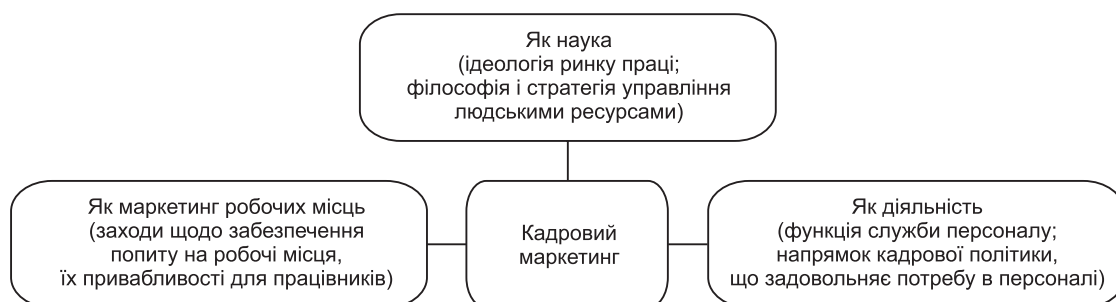 Як наука
(ідеологія ринку праці;
філософія і стратегія управління
людськими ресурсами)
Як маркетинг робочих місць
(заходи щодо забезпечення
попиту на робочі місця,
їх привабливості для працівників)
Кадровий
маркетинг
Як діяльність
(функція служби персоналу;
напрямок кадрової політики,
що задовольняє потребу в персоналі)